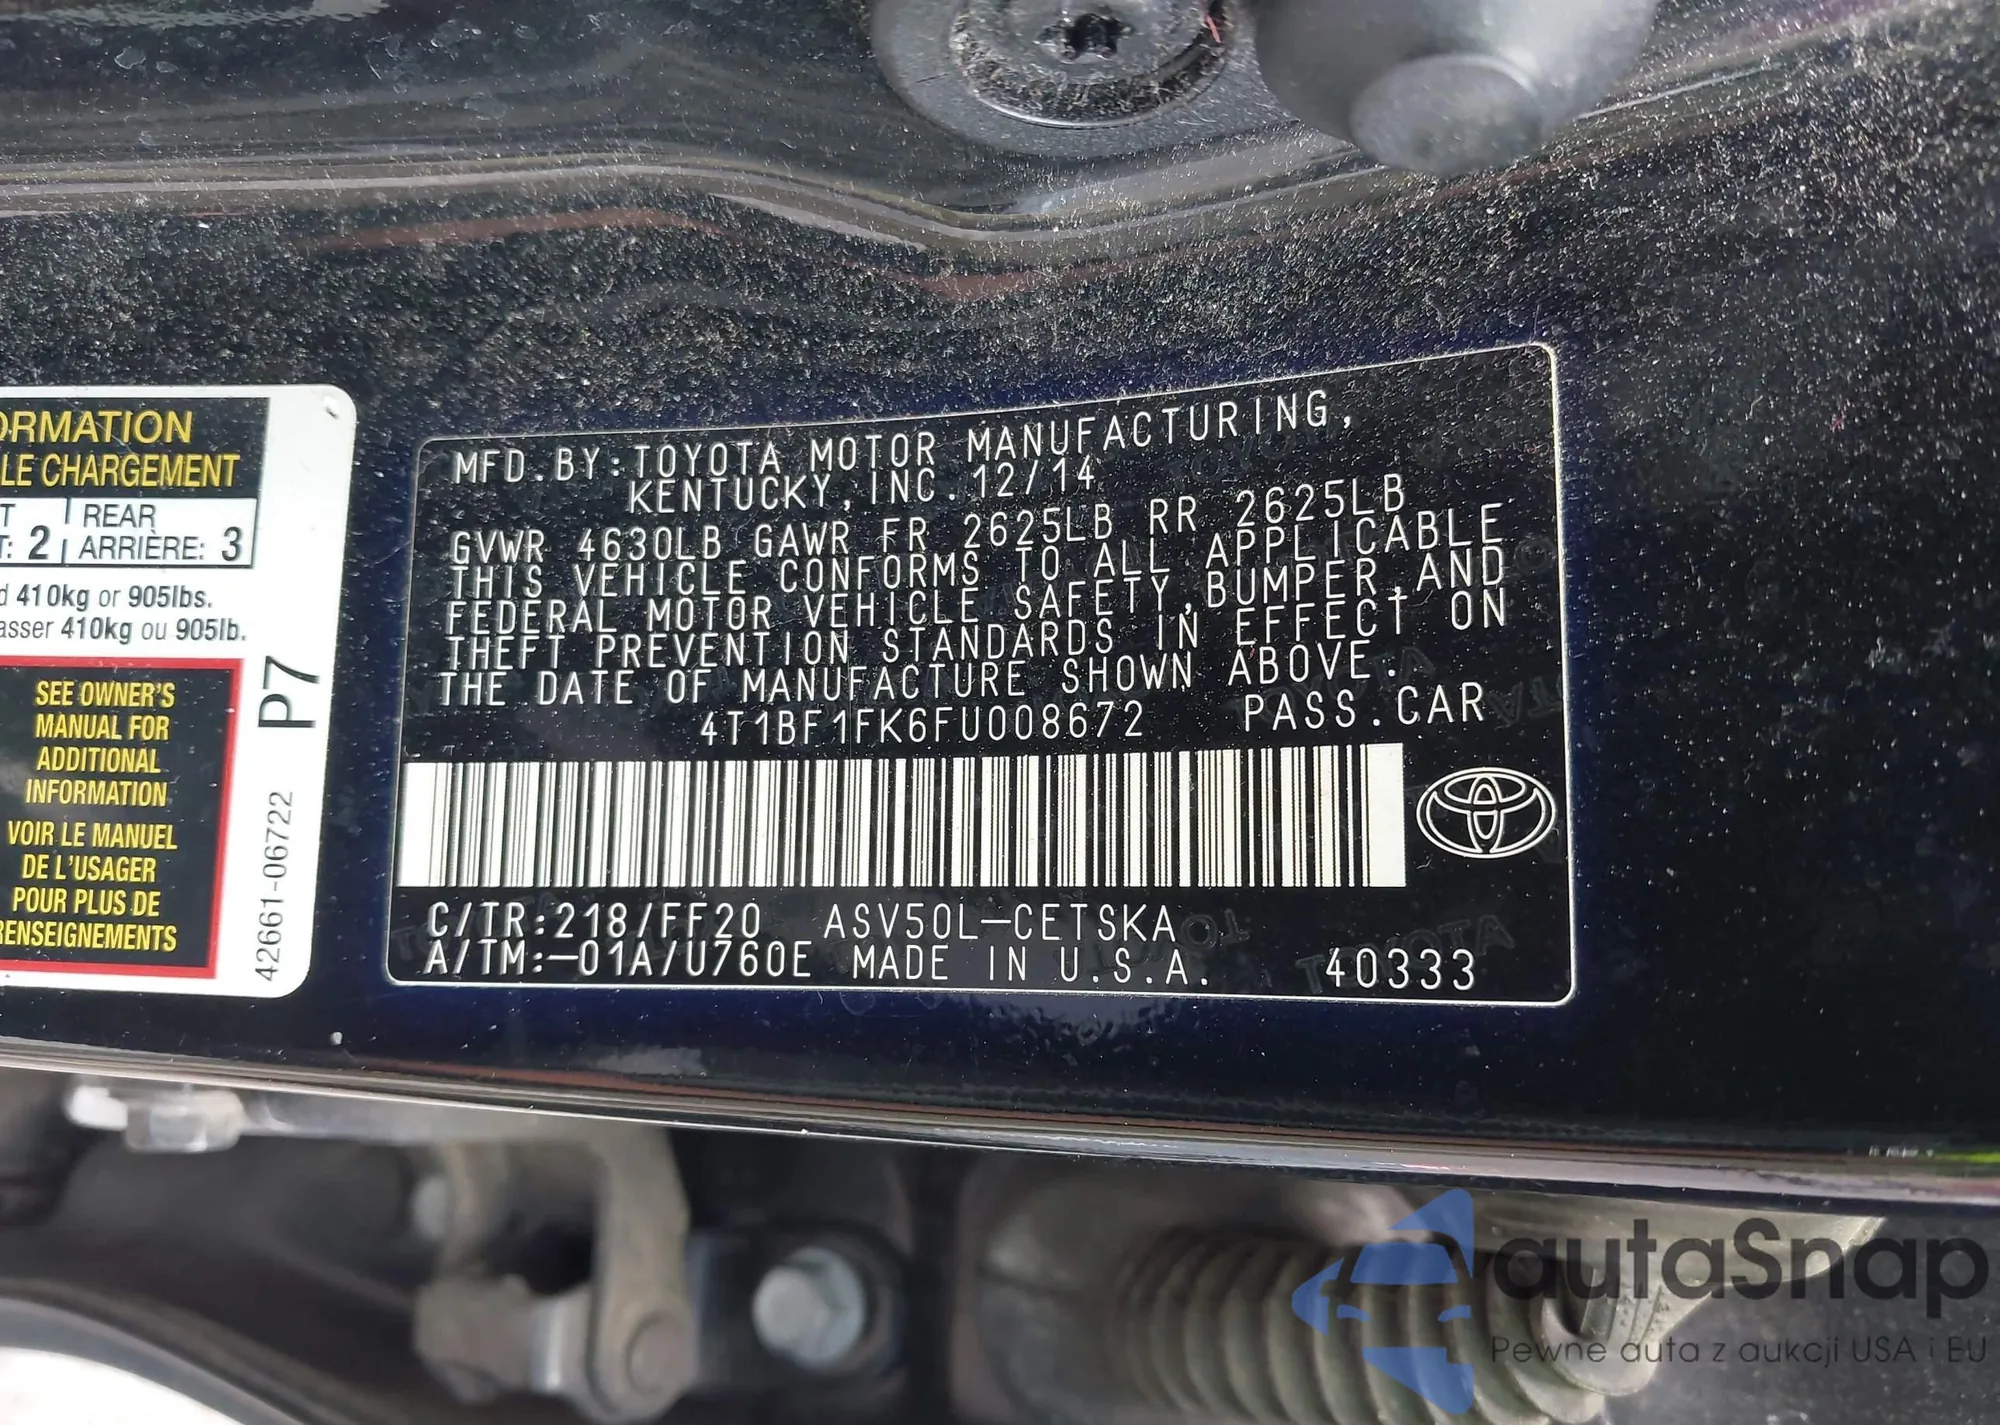 ORMATION
LE CHARGEMENT
T 2 REAR
T: ARRIÈRE: 3
d 410kg or 905lbs.
asser 410kg ou 905lb.
SEE OWNER'S
MANUAL FOR
ADDITIONAL
INFORMATION
VOIR LE MANUEL
DE L'USAGER
POUR PLUS DE
RENSEIGNEMENTS
P7
42661-06722
MFD.BY:TOYOTA MOTOR MANUFACTURING,
KENTUCKY,INC.12/14
GVWR 4630LB GAWR FR 2625LB RR 2625LB
THIS VEHICLE CONFORMS TO ALL APPLICABLE
FEDERAL MOTOR VEHICLE SAFETY,BUMPER,AND
THEFT PREVENTION STANDARDS IN EFFECT ON
THE DATE OF MANUFACTURE SHOWN ABOVE.
4T1BF1FK6FU008672 PASS.CAR
C/TR:218/FF20 ASV50L-CETSKA
A/TM:-01A/U760E MADE IN U.S.A. 40333
autaSnap
Pewne auta z aukcji USA i EU